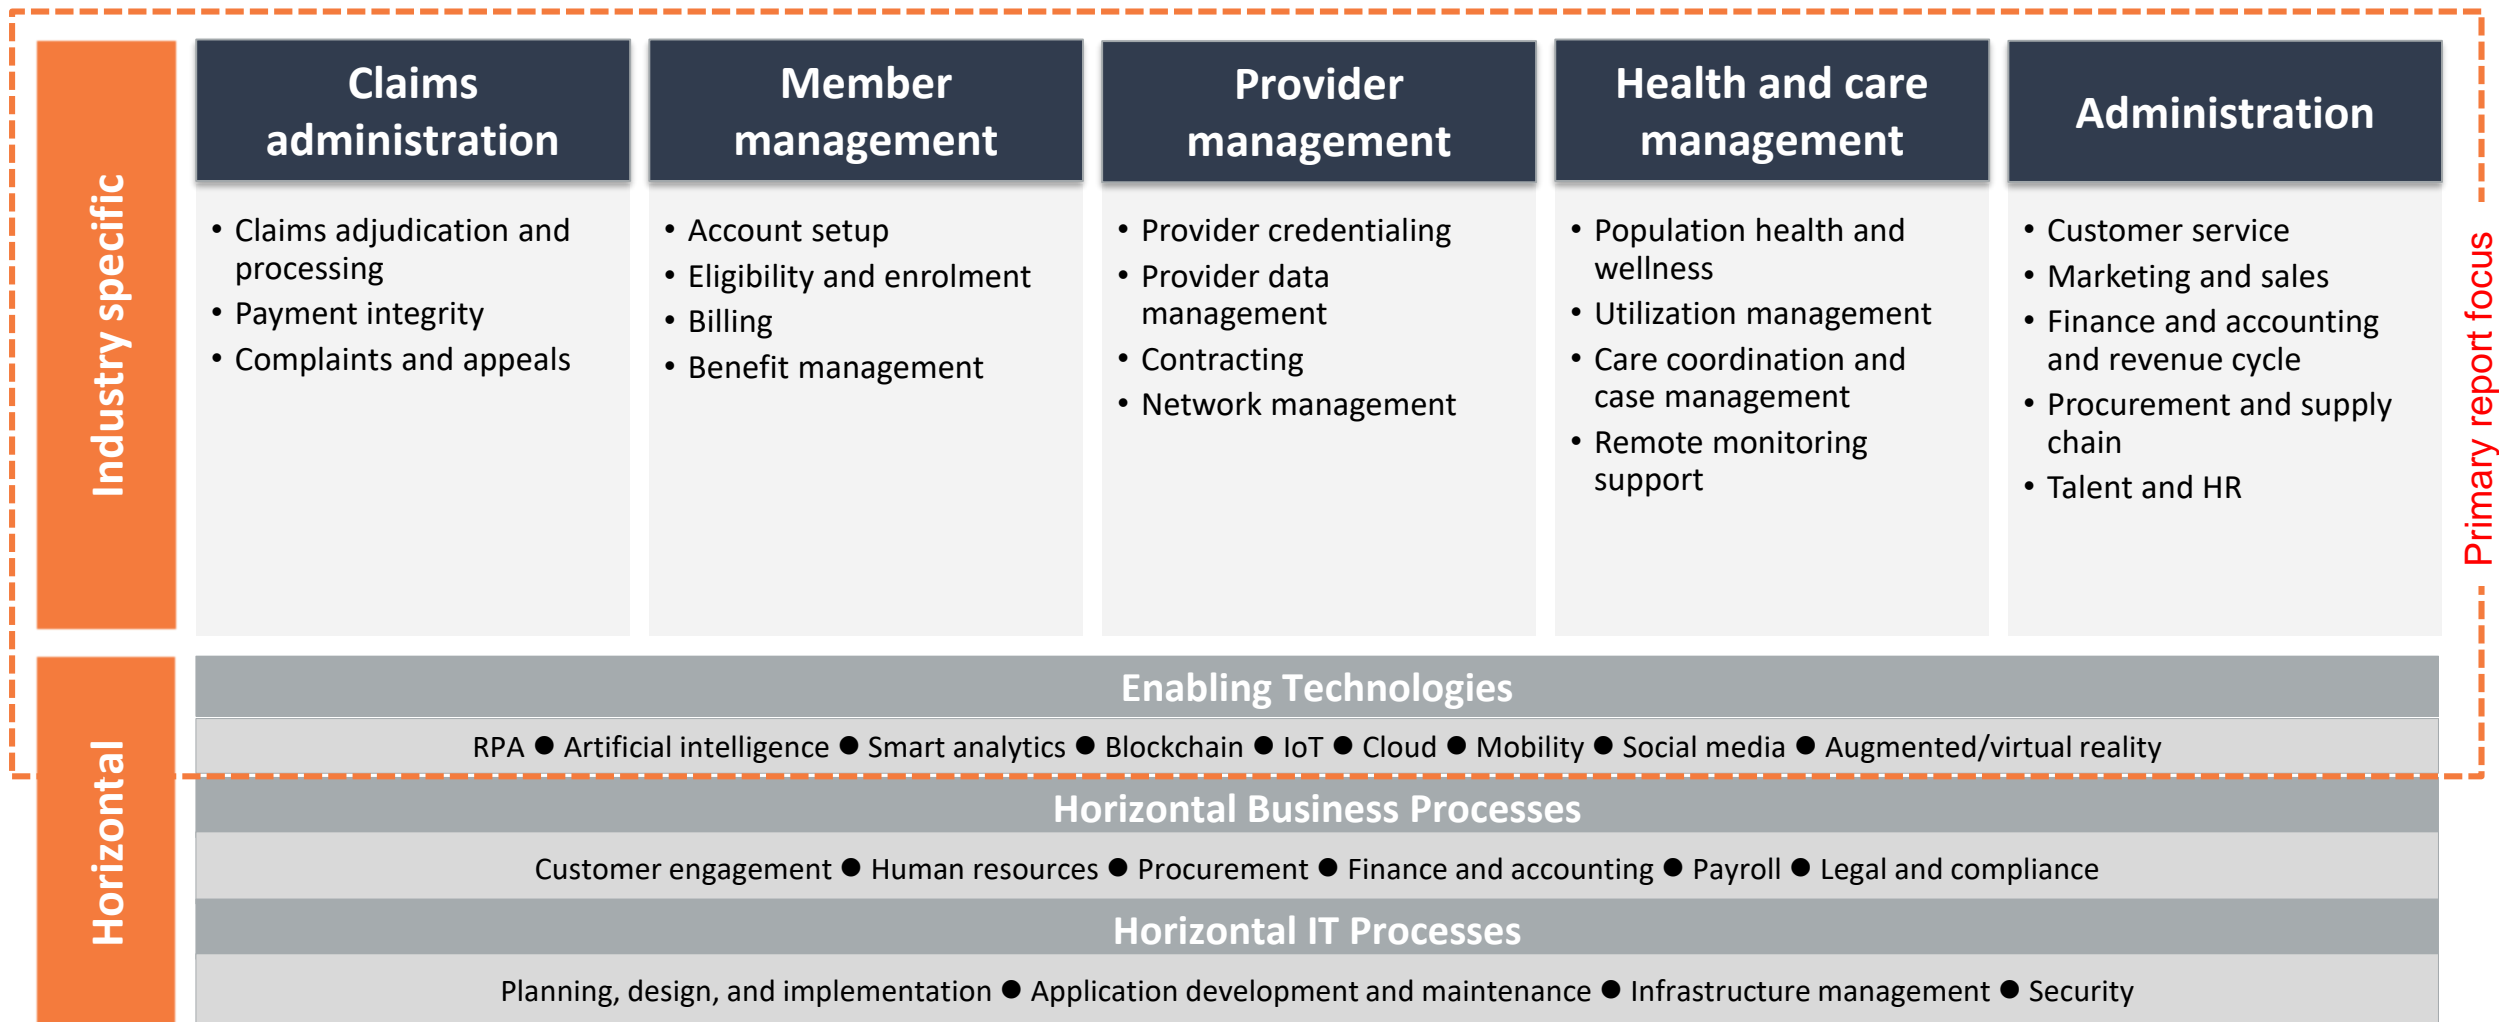 Industry specific
Claims
administration
• Claims adjudication and
processing
• Payment integrity
• Complaints and appeals
Member
management
• Account setup
• Eligibility and enrolment
• Billing
• Benefit management
Provider
management
• Provider credentialing
• Provider data
management
• Contracting
• Network management
Health and care
management
• Population health and
wellness
• Utilization management
• Care coordination and
case management
• Remote monitoring
support
Administration
• Customer service
• Marketing and sales
• Finance and accounting
and revenue cycle
• Procurement and supply
chain
• Talent and HR
Primary report focus
Horizontal
Enabling Technologies
RPA ● Artificial intelligence ● Smart analytics ● Blockchain ● IoT ● Cloud ● Mobility ● Social media ● Augmented/virtual reality
Horizontal Business Processes
Customer engagement ● Human resources ● Procurement ● Finance and accounting ● Payroll ● Legal and compliance
Horizontal IT Processes
Planning, design, and implementation ● Application development and maintenance ● Infrastructure management ● Security